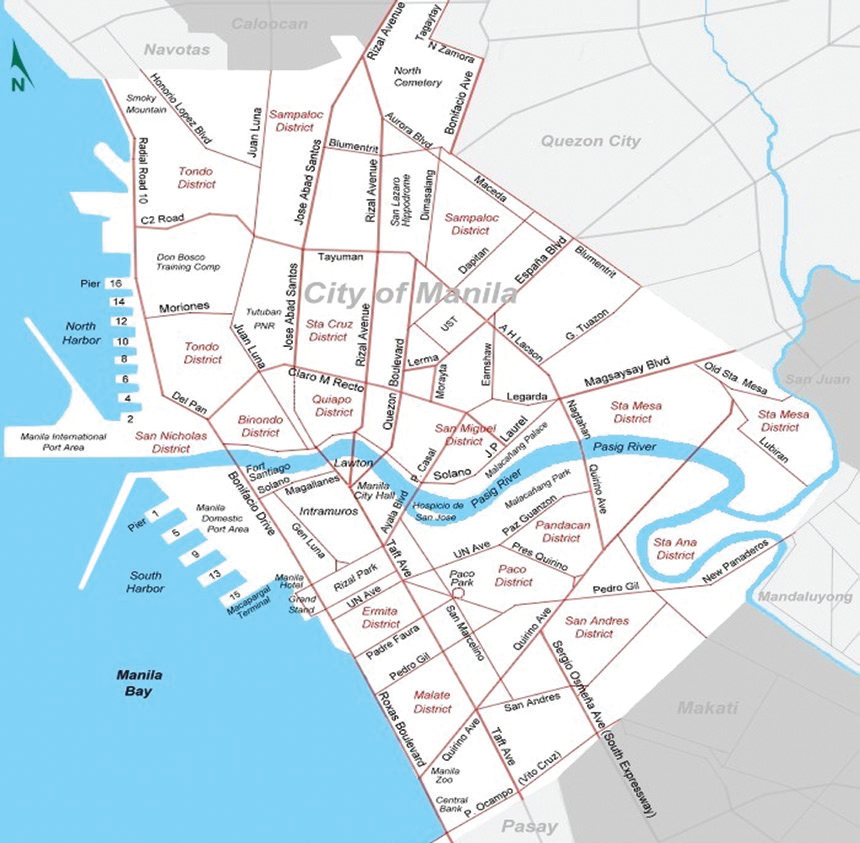 Rizal Avenue
Tagaytay
Caloocan
Navotas
N Zamora
N
North
Cemetery
Bonifacio Ave
Smoky
Mountain
Honorio Lopez Blvd
Juan Luna
Sampaloc
District
Aurora Blvd
Quezon City
Blumentrit
Radial Road 10
Tondo
District
Jose Abad Santos
Rizal Avenue
San Lazaro
Hippodrome
Dimasalang
Maceda
C2 Road
Sampaloc
District
Dapitan
España Blvd
Blumentrit
Don Bosco
Training Comp
Tayuman
Pier 16
14
12
10
8
6
4
2
City of Manila
North
Harbor
Moriones
Tutuban
PNR
Jose Abad Santos
Sta Cruz
District
Rizal Avenue
UST
A H Lacson
G. Tuazon
Tondo
District
Juan Luna
Lerma
Morayta
Earnshaw
Quezon Boulevard
Claro M Recto
Magsaysay Blvd
Old Sta. Mesa
San Juan
Del Pan
Quiapo
District
Legarda
Nagtahan
Sta Mesa
District
Sta Mesa
District
Binondo
District
San Miguel
District
J P Laurel
Malacañang Palace
Lubiran
Manila International
Port Area
San Nicholas
District
Pasig River
Lawton
P. Casal
Solano
Fort
Santiago
Solano
Magallanes
Manila
City Hall
Pasig River
Malacañang Park
Quirino Ave
Bonifacio Drive
Intramuros
Ayala Blvd
Hospicio de
San Jose
Paz Guanzon
Pandacan
District
Pier 1
5
9
13
15
Manila
Domestic
Port Area
Gen Luna
Taft Ave
UN Ave
Pres Quirino
Sta Ana
District
New Panaderos
South
Harbor
Macapargal
Terminal
Manila
Hotel
Grand
Stand
Rizal Park
UN Ave
Paco
Park
Paco
District
Pedro Gil
Mandaluyong
Ermita
District
San Marcelino
Quirino Ave
San Andres
District
Padre Faura
Pedro Gil
Manila
Bay
Sergio Osmeña Ave (South Expressway)
Malate
District
Roxas Boulevard
San Andres
Makati
Quirino Ave
Taft Ave
Manila
Zoo
Central
Bank
P. Ocampo (Vito Cruz)
Pasay